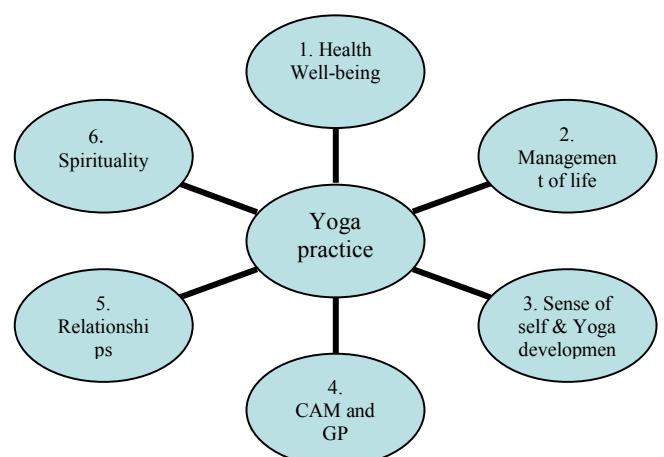 1. Health
Well-being
2.
Managemen
t of life
3. Sense of
self & Yoga
developmen
4.
CAM and
GP
5.
Relationshi
ps
6.
Spirituality
Yoga
practice